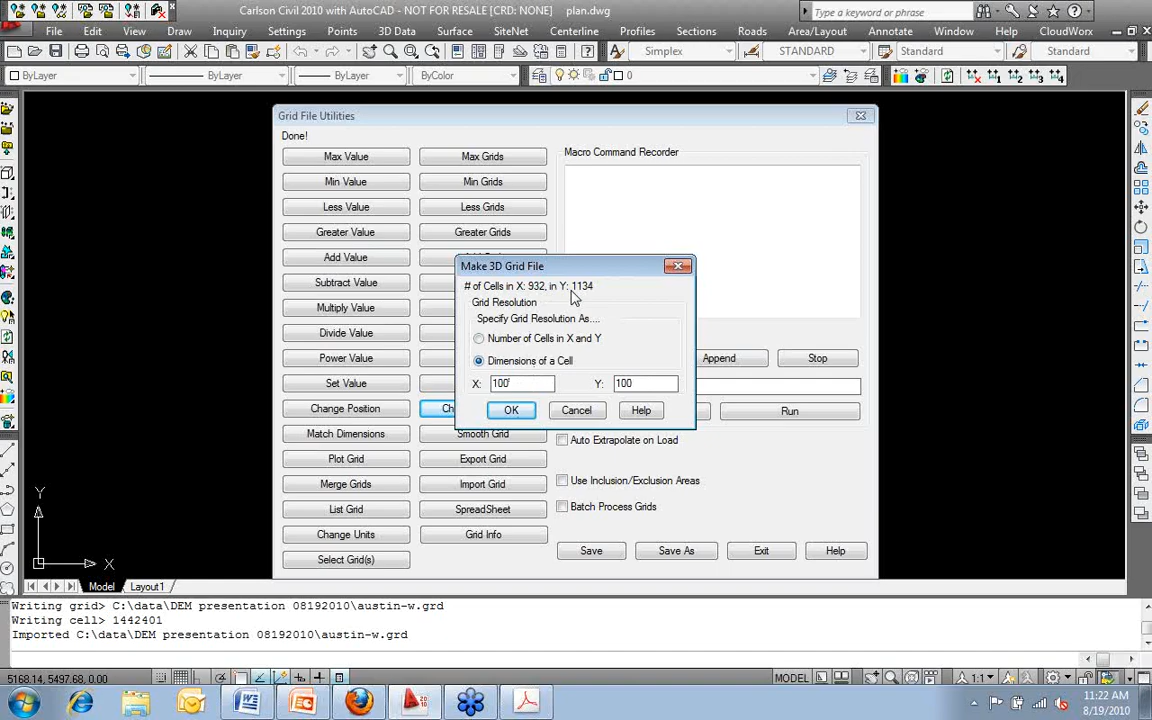 Carlson Civil 2010 with AutoCAD - NOT FOR RESALE [CRD: NONE] plan.dwg
Type a keyword or phrase
File Edit View Draw Inquiry Settings Points 3D Data Surface SiteNet Centerline Profiles Sections Roads Area/Layout Annotate Window Help CloudWorx
Simplex STANDARD Standard Standard
ByLayer ByLayer ByLayer ByColor 0
Grid File Utilities
Done!
Macro Command Recorder
Max Value Max Grids
Min Value Min Grids
Less Value Less Grids
Greater Value Greater Grids
Add Value
Subtract Value
Multiply Value
Divide Value
Power Value
Set Value
Change Position
Match Dimensions Smooth Grid
Plot Grid Export Grid
Merge Grids Import Grid
List Grid SpreadSheet
Change Units Grid Info
Select Grid(s)
Make 3D Grid File
# of Cells in X: 932, in Y: 1134
Grid Resolution
Specify Grid Resolution As....
Number of Cells in X and Y
Dimensions of a Cell
X: 100 Y: 100
OK Cancel Help
Append Stop
Run
Auto Extrapolate on Load
Use Inclusion/Exclusion Areas
Batch Process Grids
Save Save As Exit Help
Y
X
Model Layout1
Writing grid> C:\data\DEM presentation 08192010\austin-w.grd
Writing cell> 1442401
Imported C:\data\DEM presentation 08192010\austin-w.grd
5168.14, 5497.68, 0.00 MODEL 1:1
11:22 AM
8/19/2010